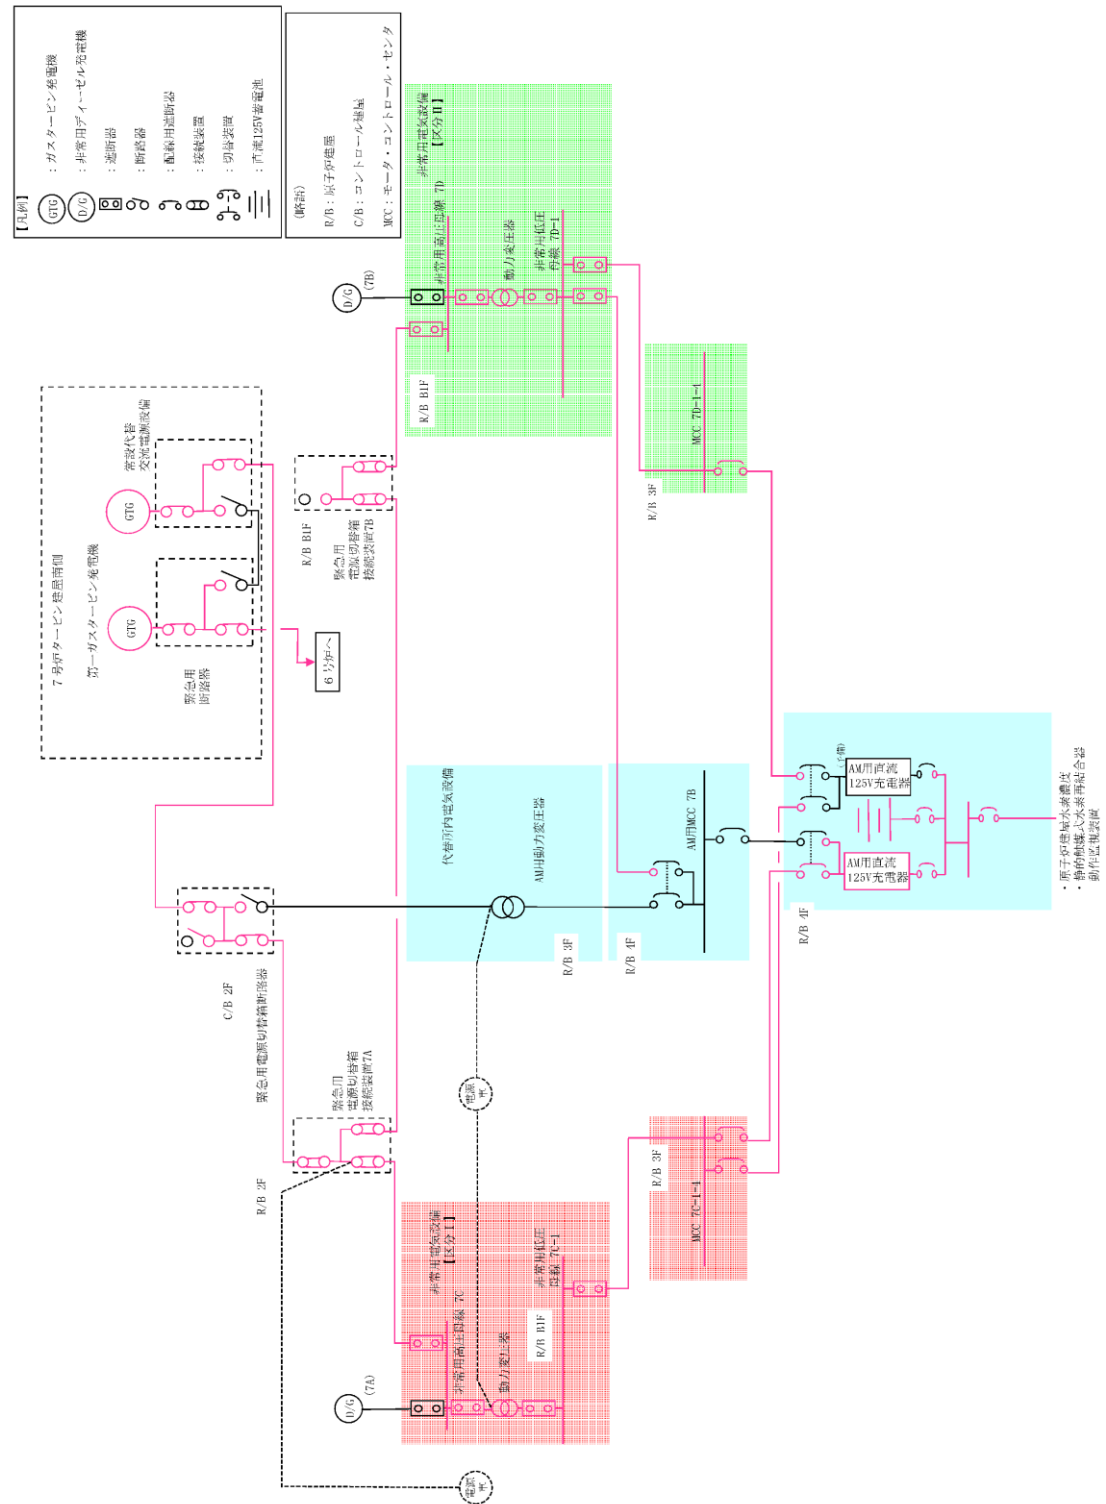 【凡例】
GTG
：ガスタービン発電機
D/G
：非常用ディーゼル発電機
：遮断器
：断路器
：配線用遮断器
：接続装置
：切替装置
：直流125V蓄電池
（略語）
R/B：原子炉建屋
C/B：コントロール建屋
MCC：モータ・コントロール・センタ
7号炉タービン建屋南側
第一ガスタービン発電機
GTG
GTG
常設代替
交流電源設備
緊急用
断路器
6号炉へ
D/G
(7B)
非常用電気設備
【区分Ⅱ】
非常用高圧母線 7D
動力変圧器
非常用低圧
母線 7D-1
R/B B1F
R/B B1F
緊急用
電源切替箱
接続装置7B
MCC 7D-1-4
R/B 3F
C/B 2F
緊急用電源切替箱断路器
代替所内電気設備
AM用動力変圧器
R/B 3F
R/B 4F
AM用MCC 7B
(予備)
AM用直流
125V充電器
AM用直流
125V充電器
R/B 4F
・原子炉建屋水素濃度
・静的触媒式水素再結合器
動作監視装置
R/B 2F
緊急用
電源切替箱
接続装置7A
電源
車
電源
車
D/G
(7A)
非常用電気設備
【区分Ⅰ】
非常用高圧母線 7C
動力変圧器
非常用低圧
母線 7C-1
R/B B1F
R/B 3F
MCC 7C-1-4